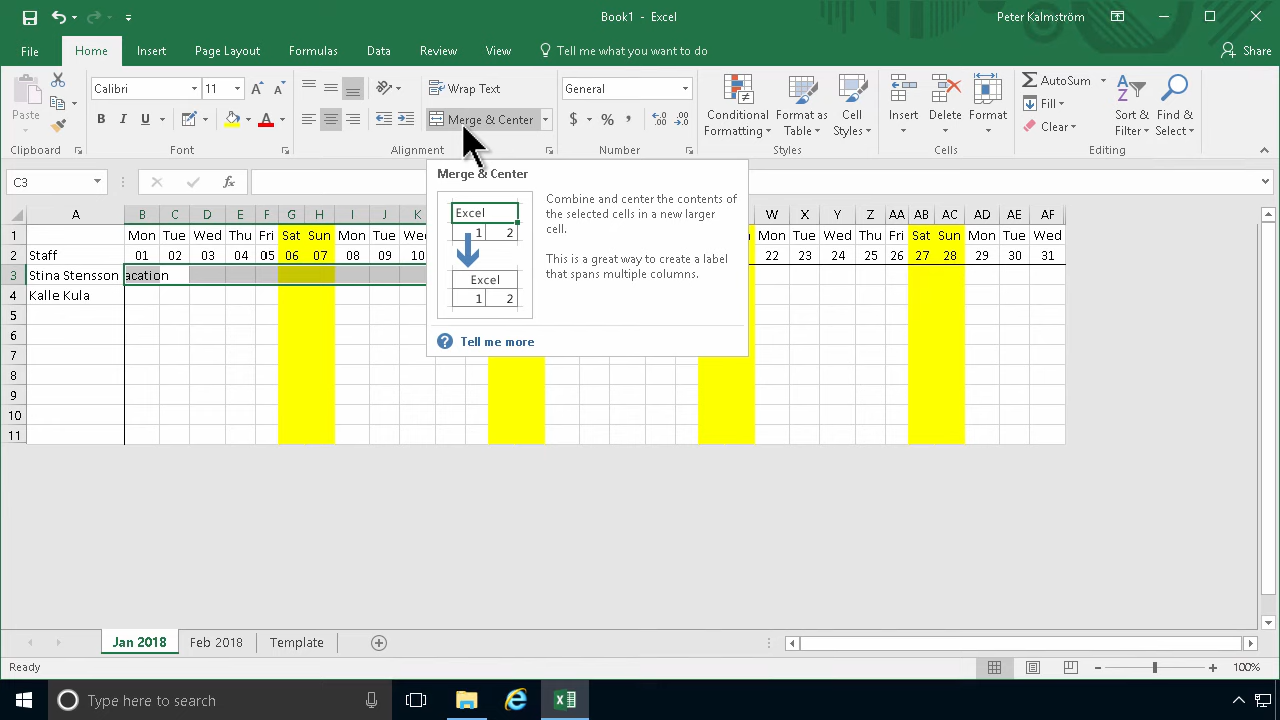 Book1 - Excel
Peter Kalmström
File Home Insert Page Layout Formulas Data Review View Tell me what you want to do Share
Paste
Calibri 11
B I U
Wrap Text
Merge & Center
General
$ % ,
Conditional
Formatting
Format as
Table
Cell
Styles
Insert
Delete
Format
AutoSum
Fill
Clear
Sort &
Filter
Find &
Select
Clipboard Font Alignment Number Styles Cells Editing
C3
fx
Merge & Center
Excel
1 2
Excel
1 2
Combine and center the contents of
the selected cells in a new larger
cell.
This is a great way to create a label
that spans multiple columns.
Tell me more
A B C D E F G H I J K W X Y Z AA AB AC AD AE AF
1 Mon Tue Wed Thu Fri Sat Sun Mon Tue Mon Tue Wed Thu Fri Sat Sun Mon Tue Wed
2 Staff 01 02 03 04 05 06 07 08 09 10 22 23 24 25 26 27 28 29 30 31
3 Stina Stensson acation
4 Kalle Kula
5
6
7
8
9
10
11
Jan 2018 Feb 2018 Template
Ready
100%
Type here to search